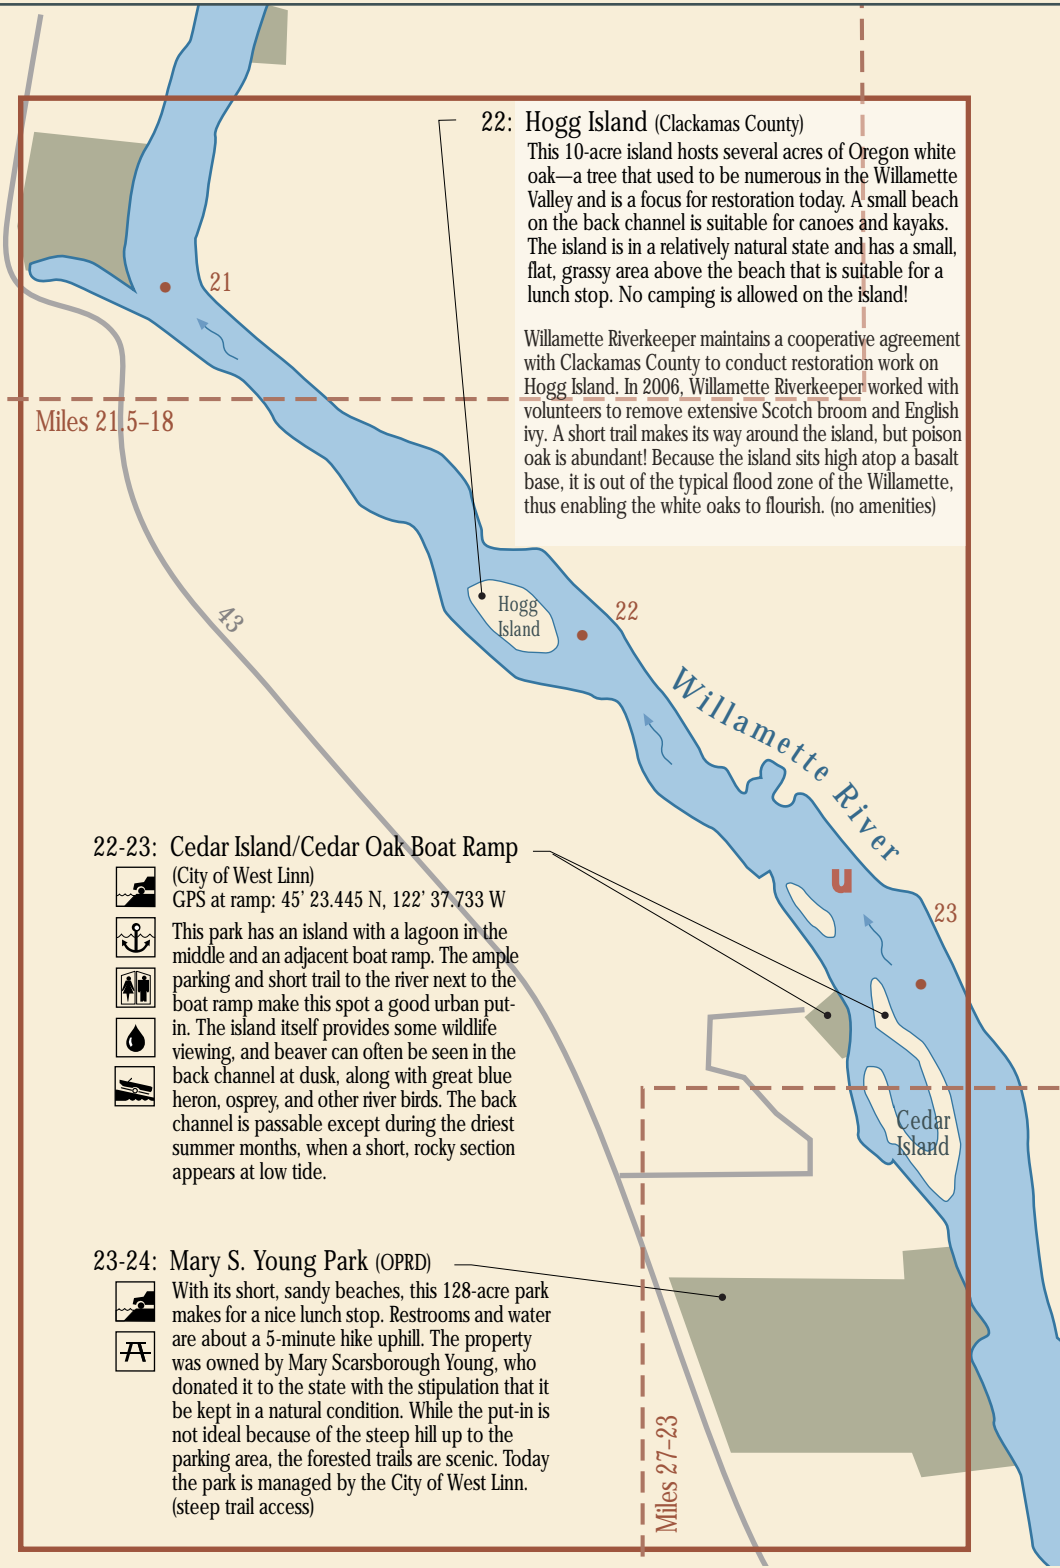 22: Hogg Island (Clackamas County)
This 10-acre island hosts several acres of Oregon white
oak—a tree that used to be numerous in the Willamette
Valley and is a focus for restoration today. A small beach
on the back channel is suitable for canoes and kayaks.
The island is in a relatively natural state and has a small,
flat, grassy area above the beach that is suitable for a
lunch stop. No camping is allowed on the island!
Willamette Riverkeeper maintains a cooperative agreement
with Clackamas County to conduct restoration work on
Hogg Island. In 2006, Willamette Riverkeeper worked with
volunteers to remove extensive Scotch broom and English
ivy. A short trail makes its way around the island, but poison
oak is abundant! Because the island sits high atop a basalt
base, it is out of the typical flood zone of the Willamette,
thus enabling the white oaks to flourish. (no amenities)
21
Miles 21.5–18
43
Hogg
Island
22
Willamette River
u
23
22-23: Cedar Island/Cedar Oak Boat Ramp
(City of West Linn)
GPS at ramp: 45’ 23.445 N, 122’ 37.733 W
This park has an island with a lagoon in the
middle and an adjacent boat ramp. The ample
parking and short trail to the river next to the
boat ramp make this spot a good urban put-
in. The island itself provides some wildlife
viewing, and beaver can often be seen in the
back channel at dusk, along with great blue
heron, osprey, and other river birds. The back
channel is passable except during the driest
summer months, when a short, rocky section
appears at low tide.
Cedar
Island
23-24: Mary S. Young Park (OPRD)
With its short, sandy beaches, this 128-acre park
makes for a nice lunch stop. Restrooms and water
are about a 5-minute hike uphill. The property
was owned by Mary Scarsborough Young, who
donated it to the state with the stipulation that it
be kept in a natural condition. While the put-in is
not ideal because of the steep hill up to the
parking area, the forested trails are scenic. Today
the park is managed by the City of West Linn.
(steep trail access)
Miles 27–23